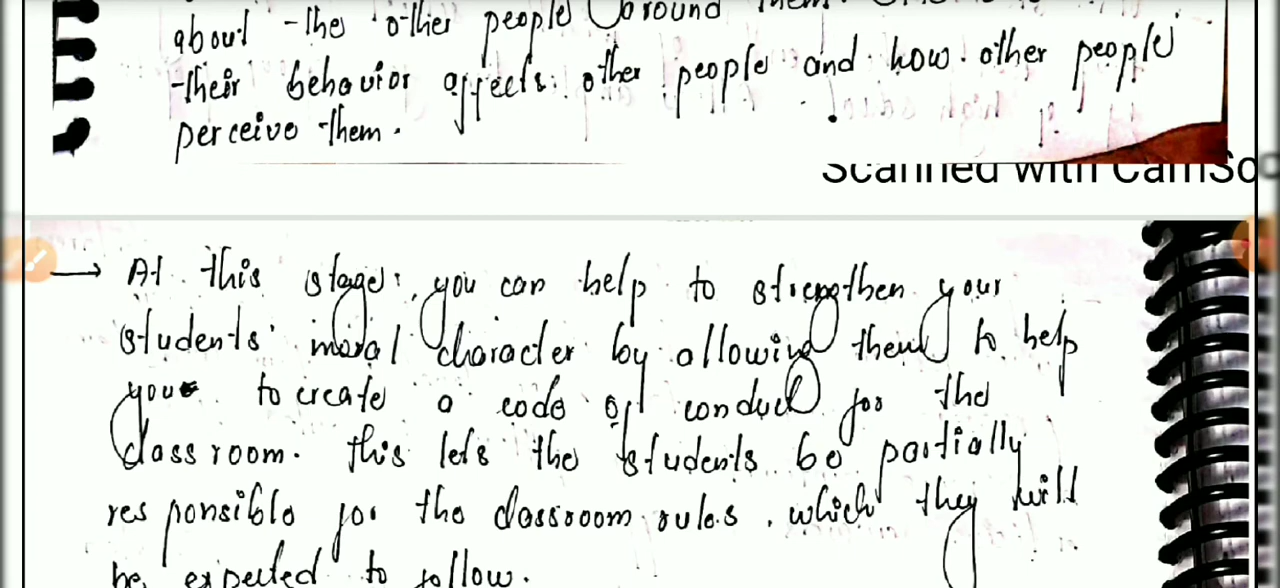 about the other people around them.
their behavior affects other people and how other people
perceive them.
Scanned with CamSc
→ At this stage, you can help to strengthen your
students' moral character by allowing them to help
you to create a code of conduct for the
classroom. this lets the students be partially
responsible for the classroom rules, which they will
be expected to follow.